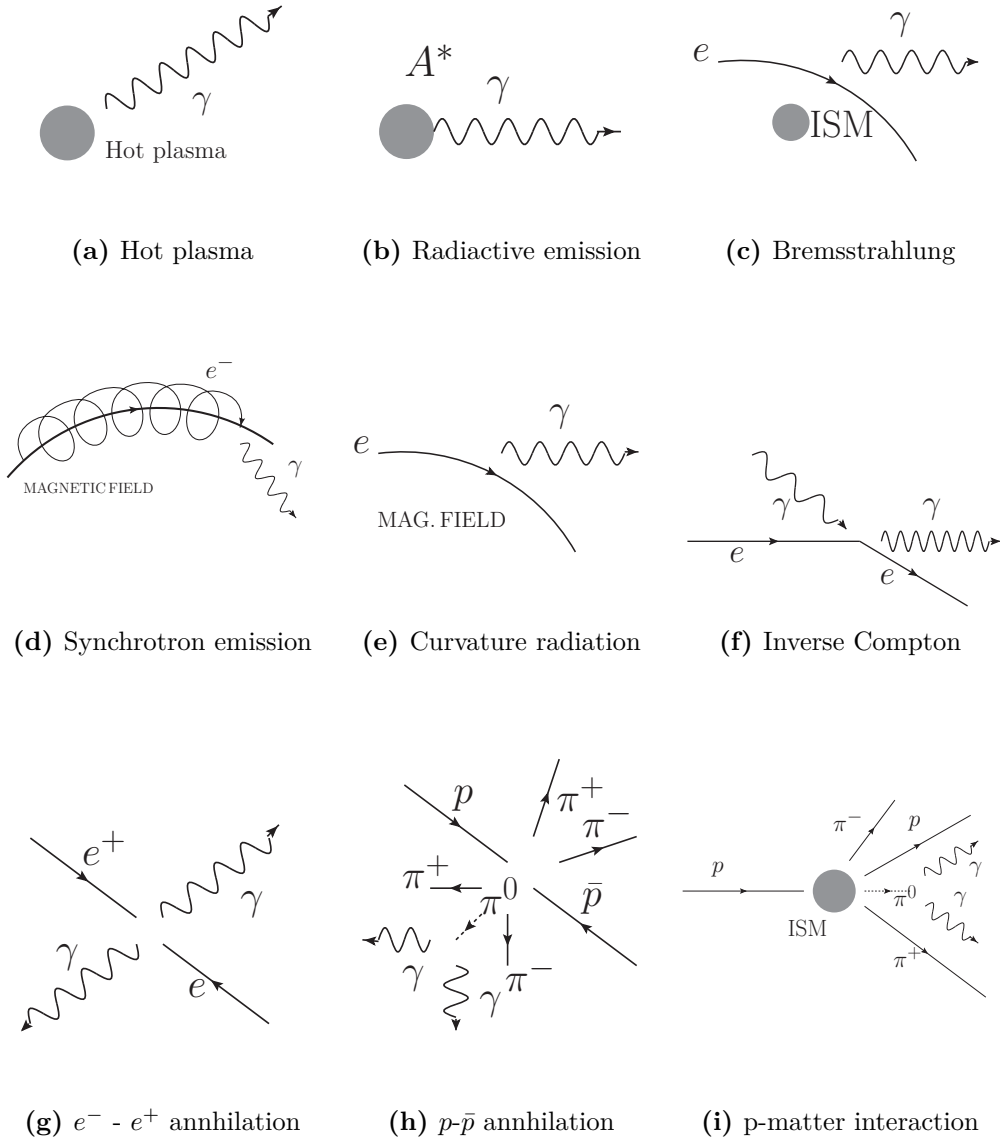 γ
Hot plasma
(a) Hot plasma
A*
γ
(b) Radiactive emission
e
γ
ISM
(c) Bremsstrahlung
e⁻
γ
MAGNETIC FIELD
(d) Synchrotron emission
e
γ
MAG. FIELD
(e) Curvature radiation
γ
γ
e
e
(f) Inverse Compton
e⁺
γ
γ
e
(g) e⁻ - e⁺ annhilation
p
π⁺
π⁻
π⁺
π⁰
p̄
γ
γ
π⁻
(h) p-p̄ annhilation
p
π⁻
p
γ
π⁰
γ
ISM
π⁺
(i) p-matter interaction